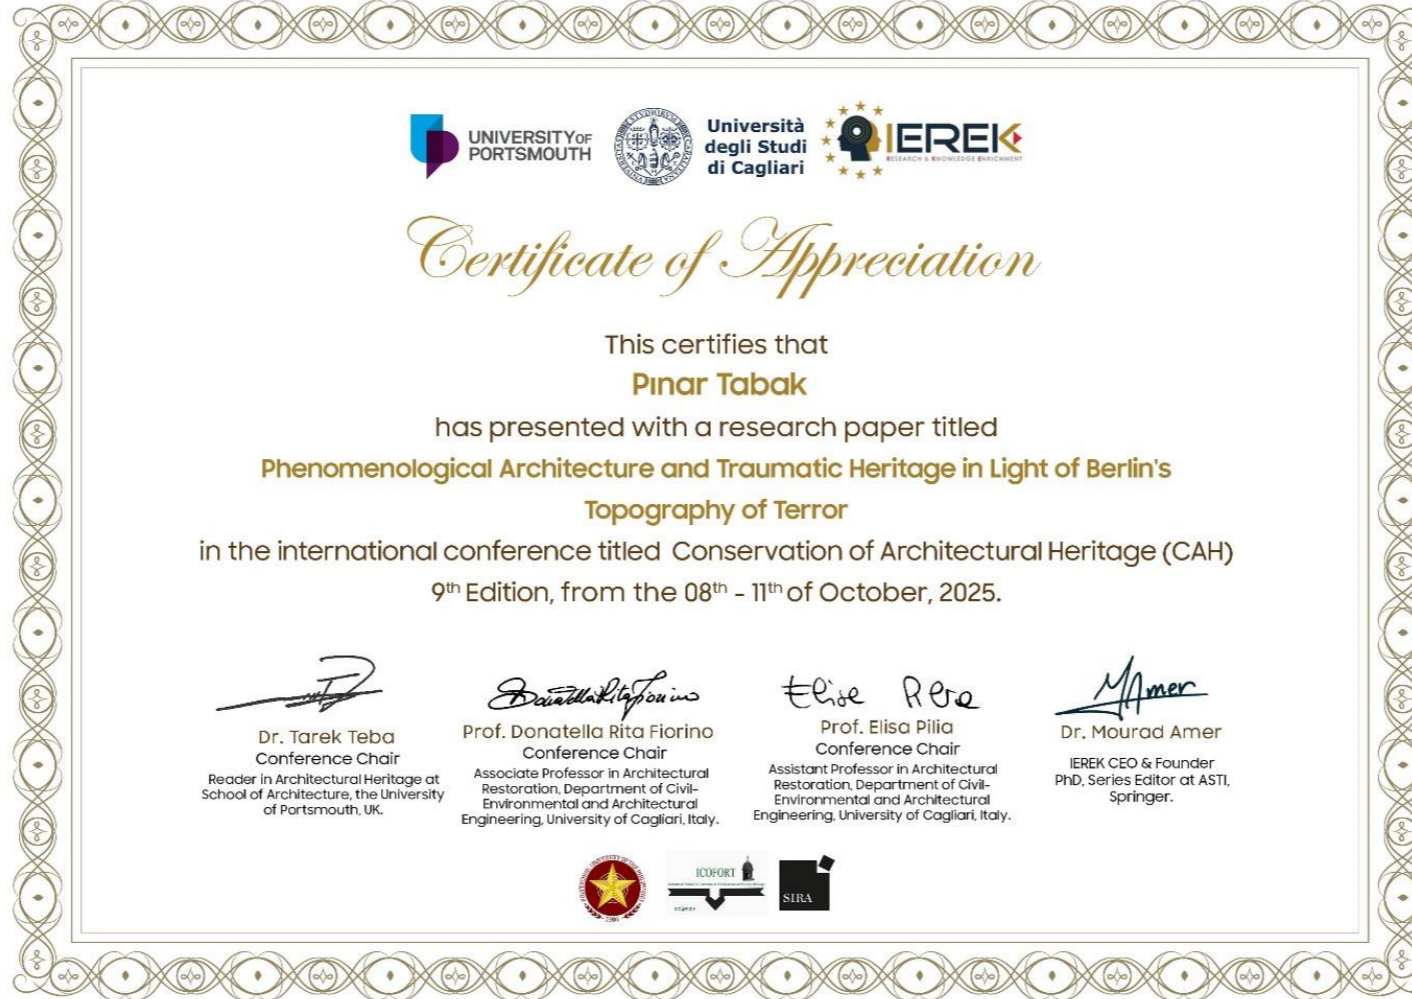 UNIVERSITY OF
PORTSMOUTH
Università
degli Studi
di Cagliari
IEREK
RESEARCH & KNOWLEDGE ENRICHMENT
Certificate of Appreciation
This certifies that
Pınar Tabak
has presented with a research paper titled
Phenomenological Architecture and Traumatic Heritage in Light of Berlin's
Topography of Terror
in the international conference titled Conservation of Architectural Heritage (CAH)
9th Edition, from the 08th - 11th of October, 2025.
Dr. Tarek Teba
Conference Chair
Reader in Architectural Heritage at
School of Architecture, the University
of Portsmouth, UK.
Prof. Donatella Rita Fiorino
Conference Chair
Associate Professor in Architectural
Restoration, Department of Civil-
Environmental and Architectural
Engineering, University of Cagliari, Italy.
Prof. Elisa Pilia
Conference Chair
Assistant Professor in Architectural
Restoration, Department of Civil-
Environmental and Architectural
Engineering, University of Cagliari, Italy.
Dr. Mourad Amer
IEREK CEO & Founder
PhD, Series Editor at ASTI,
Springer.
ICOFORT
SIRA